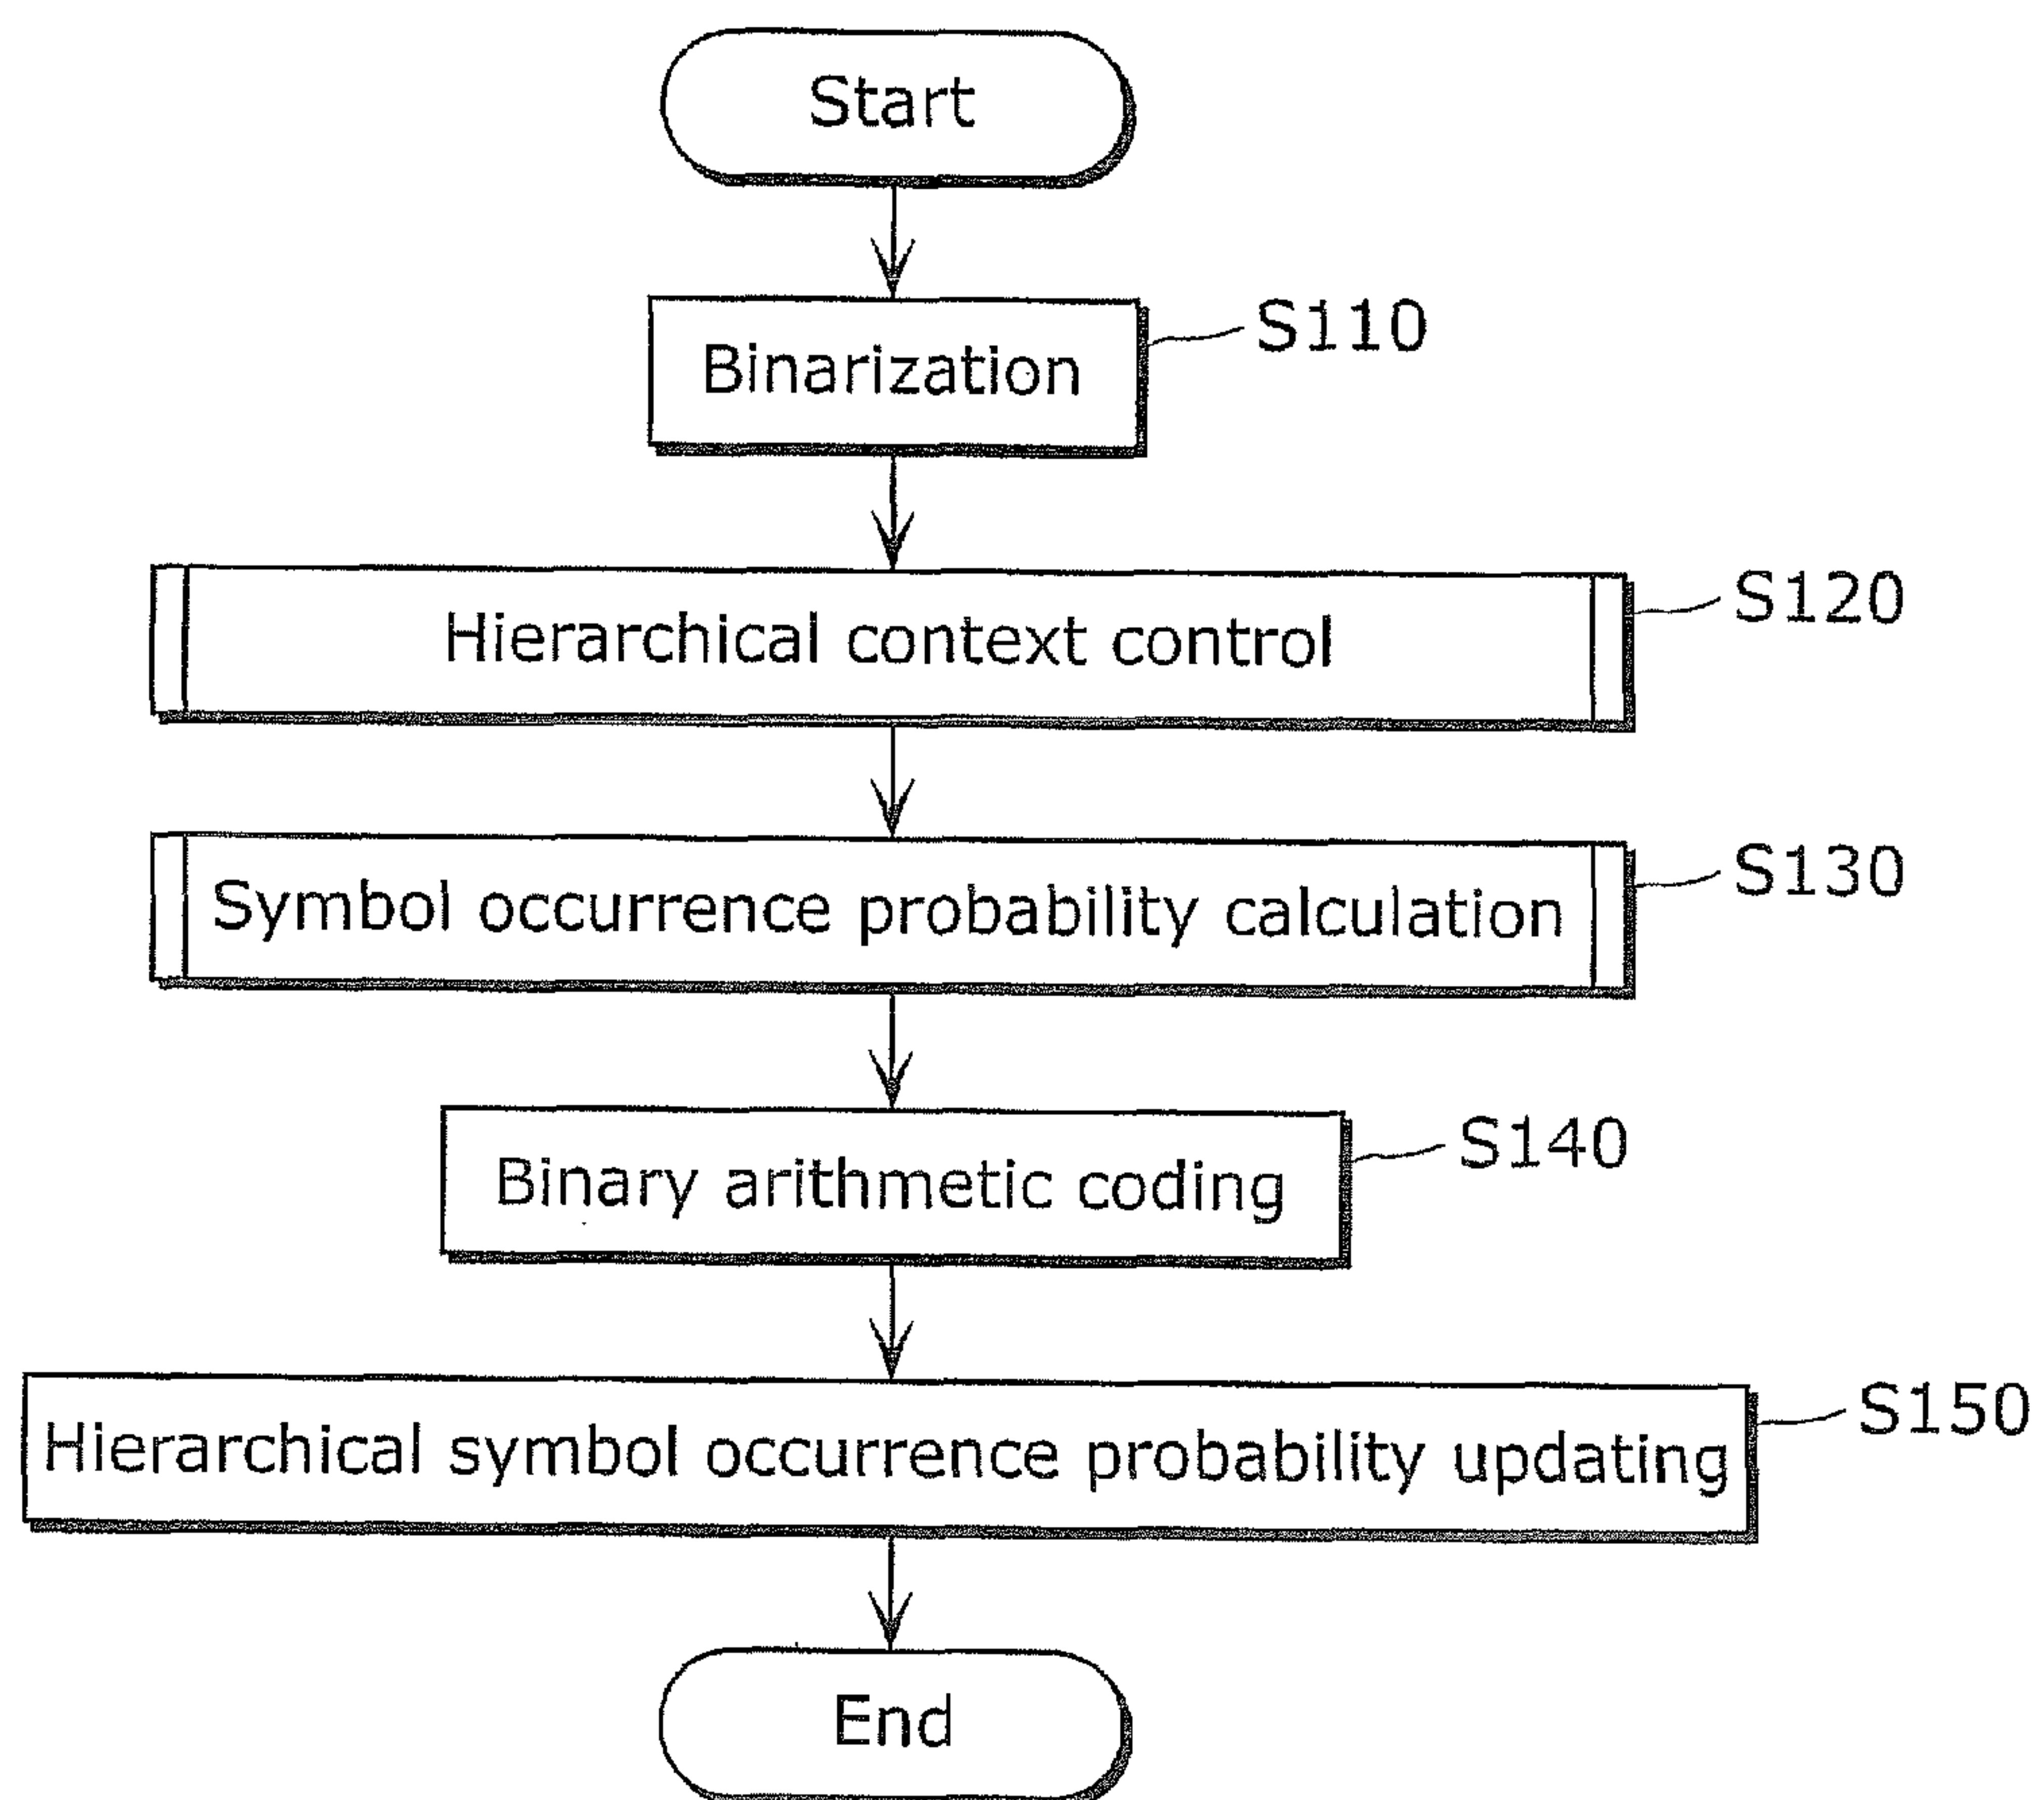 Start
Binarization
S110
Hierarchical context control
S120
Symbol occurrence probability calculation
S130
Binary arithmetic coding
S140
Hierarchical symbol occurrence probability updating
S150
End